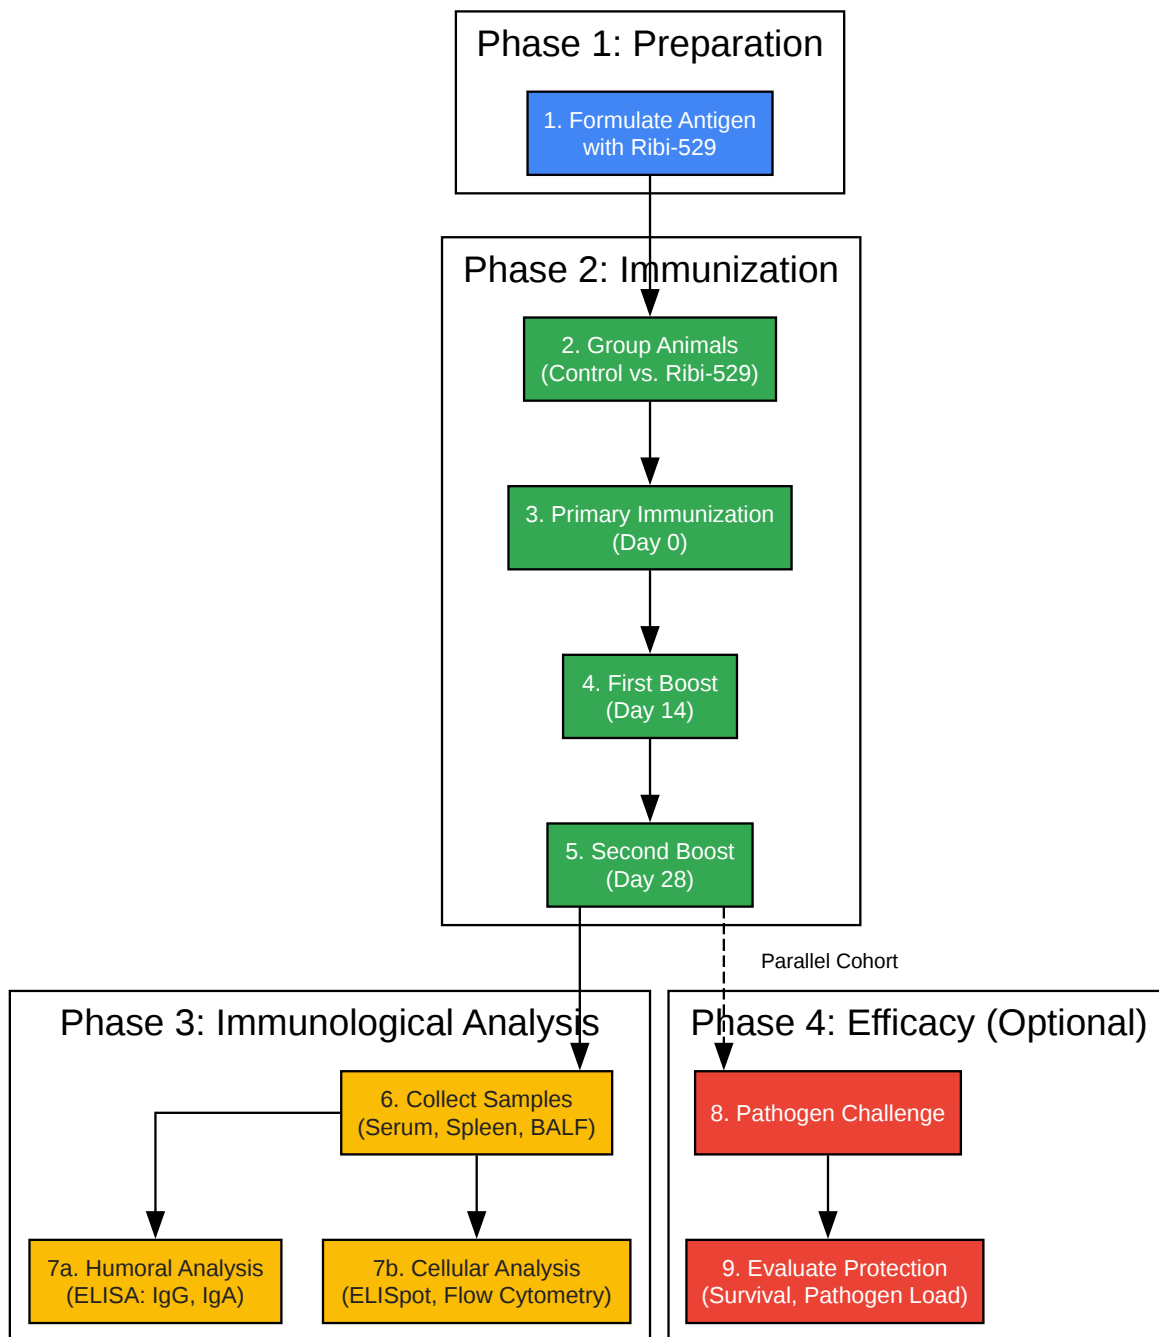 Phase 1: Preparation
1. Formulate Antigen
with Ribi-529
Phase 2: Immunization
2. Group Animals
(Control vs. Ribi-529)
3. Primary Immunization
(Day 0)
4. First Boost
(Day 14)
5. Second Boost
(Day 28)
Parallel Cohort
Phase 3: Immunological Analysis
6. Collect Samples
(Serum, Spleen, BALF)
7a. Humoral Analysis
(ELISA: IgG, IgA)
7b. Cellular Analysis
(ELISpot, Flow Cytometry)
Phase 4: Efficacy (Optional)
8. Pathogen Challenge
9. Evaluate Protection
(Survival, Pathogen Load)